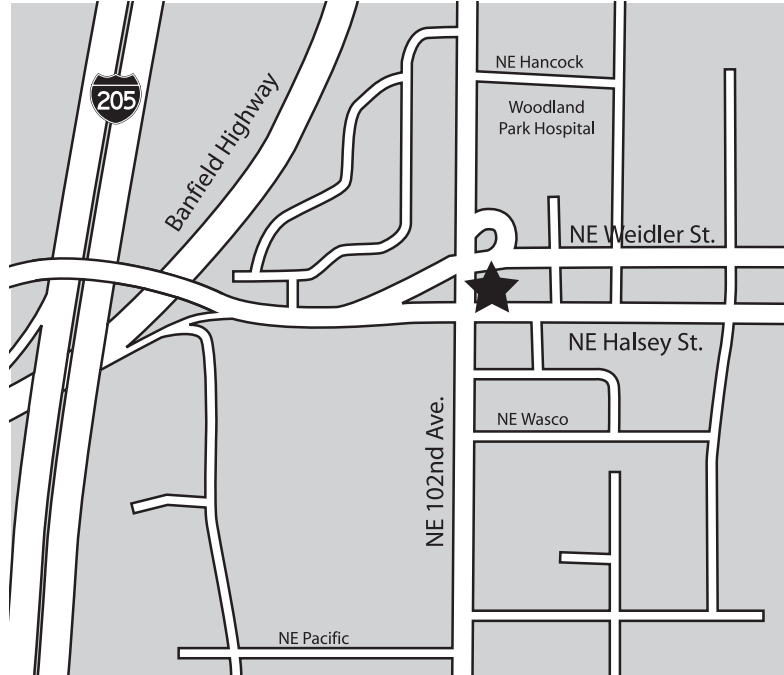 NE Hancock
205
Woodland
Park Hospital
Banfield Highway
NE Weidler St.
NE Halsey St.
NE Wasco
NE 102nd Ave.
NE Pacific